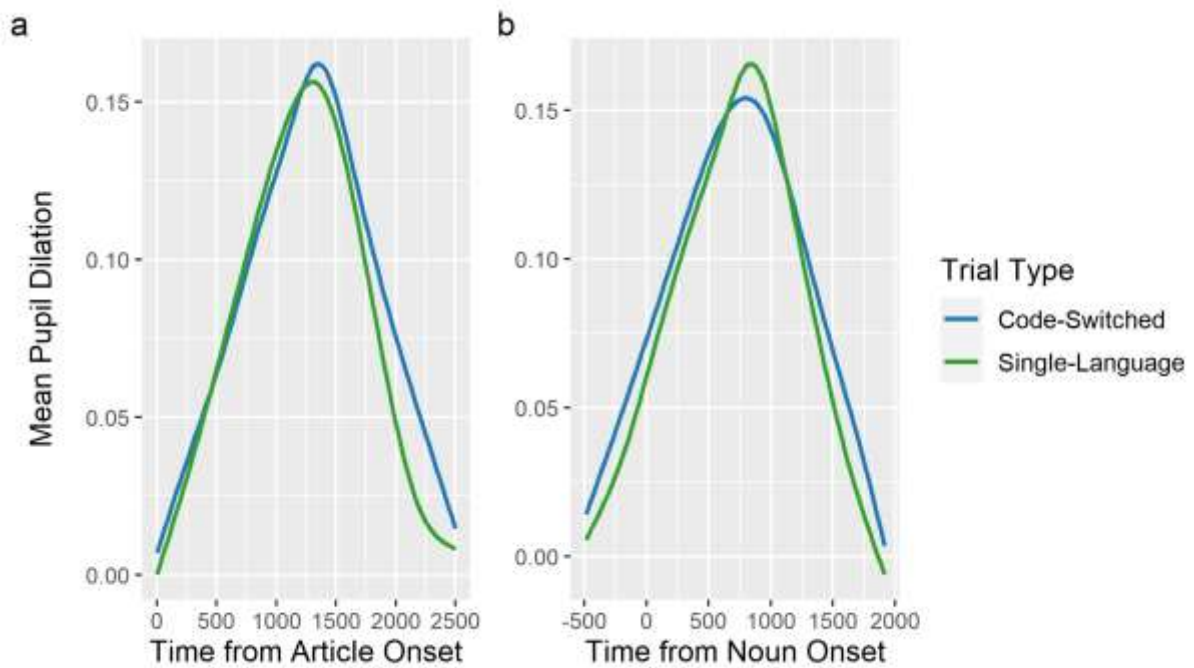 a
b
Mean Pupil Dilation
0.15
0.10
0.05
0.00
0 500 1000 1500 2000 2500
Time from Article Onset
0.15
0.10
0.05
0.00
-500 0 500 1000 1500 2000
Time from Noun Onset
Trial Type
Code-Switched
Single-Language